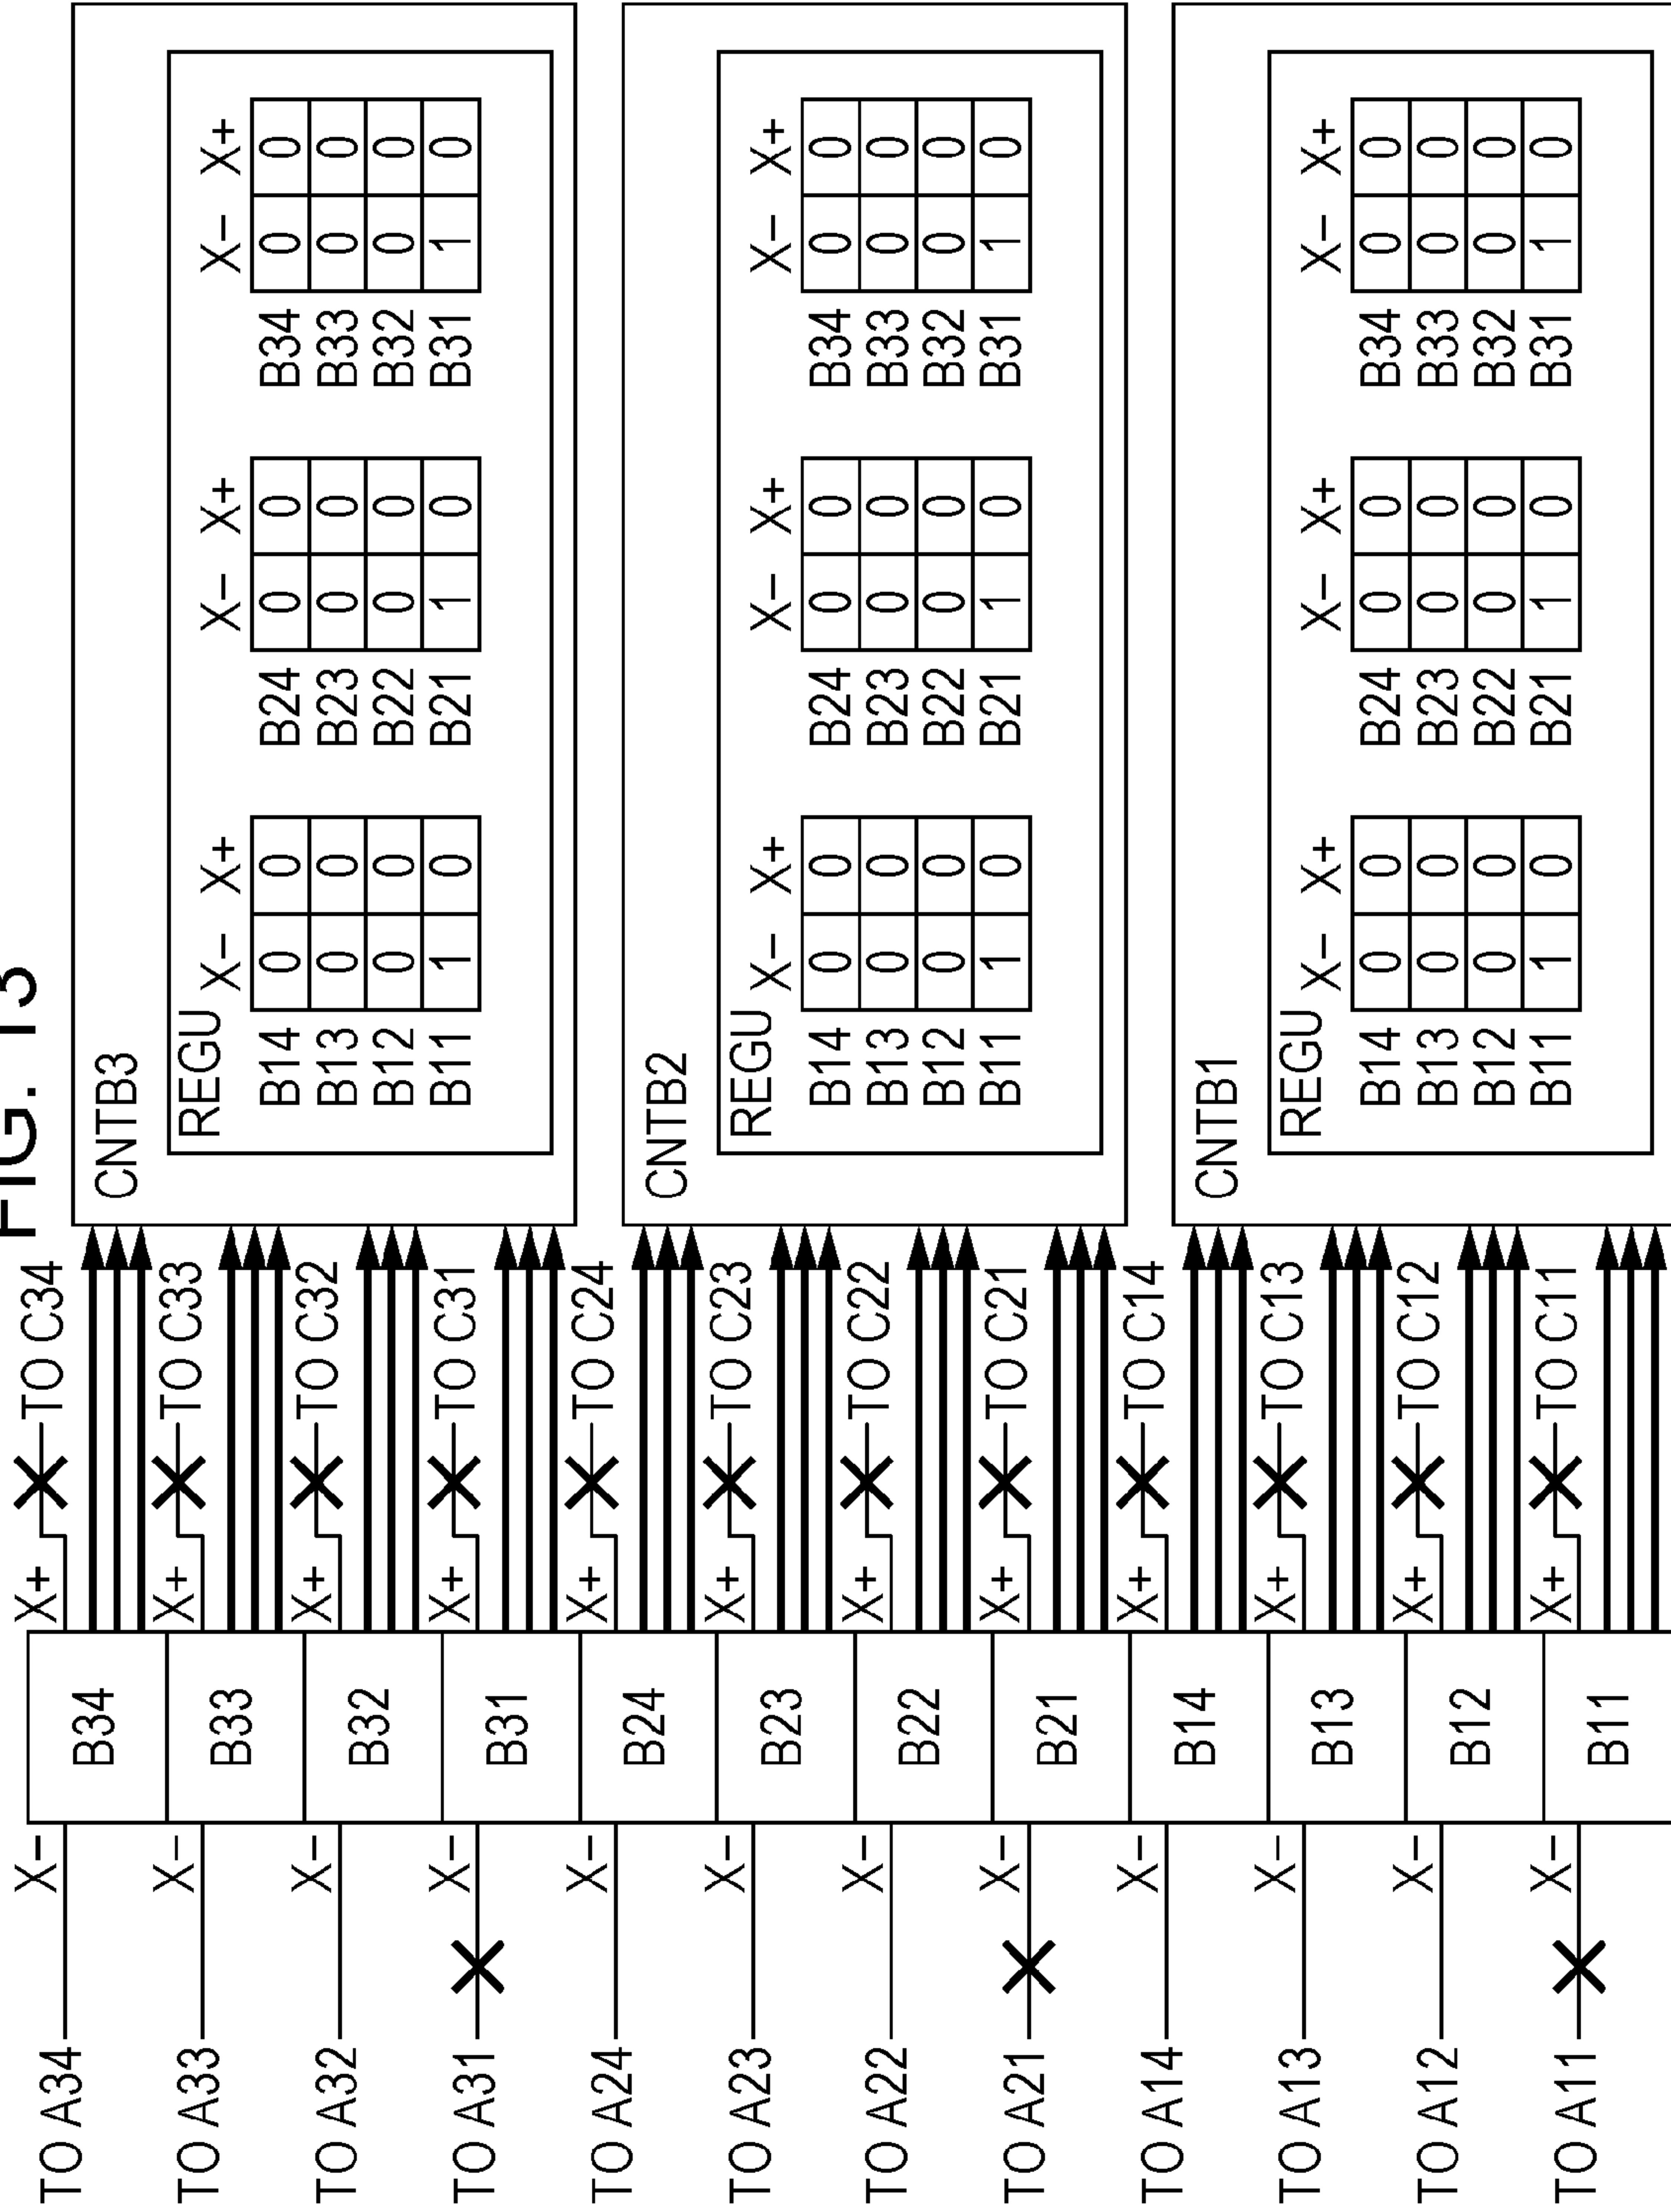 FIG. 13
TO A34 X- B34 X+ TO C34
TO A33 X- B33 X+ TO C33
TO A32 X- B32 X+ TO C32
TO A31 X- B31 X+ TO C31
TO A24 X- B24 X+ TO C24
TO A23 X- B23 X+ TO C23
TO A22 X- B22 X+ TO C22
TO A21 X- B21 X+ TO C21
TO A14 X- B14 X+ TO C14
TO A13 X- B13 X+ TO C13
TO A12 X- B12 X+ TO C12
TO A11 X- B11 X+ TO C11
CNTB3
REGU
X- X+ X- X+ X- X+
B14 0 0 B24 0 0 B34 0 0
B13 0 0 B23 0 0 B33 0 0
B12 0 0 B22 0 0 B32 0 0
B11 1 0 B21 1 0 B31 1 0
CNTB2
REGU
X- X+ X- X+ X- X+
B14 0 0 B24 0 0 B34 0 0
B13 0 0 B23 0 0 B33 0 0
B12 0 0 B22 0 0 B32 0 0
B11 1 0 B21 1 0 B31 1 0
CNTB1
REGU
X- X+ X- X+ X- X+
B14 0 0 B24 0 0 B34 0 0
B13 0 0 B23 0 0 B33 0 0
B12 0 0 B22 0 0 B32 0 0
B11 1 0 B21 1 0 B31 1 0